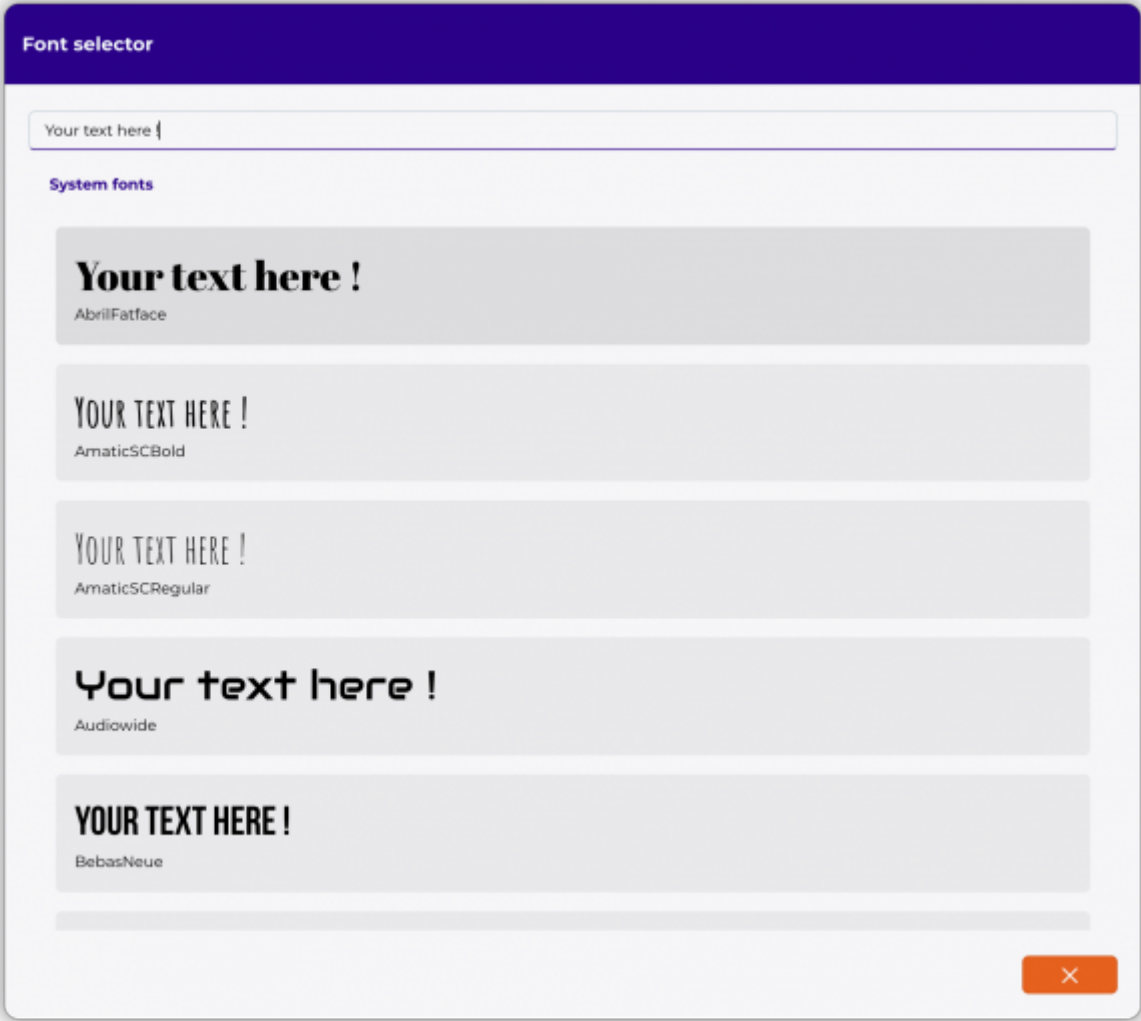 Font selector
Your text here !
System fonts
Your text here !
AbrilFatface
Your text here !
AmaticSCBold
Your text here !
AmaticSCRegular
Your text here !
Audiowide
YOUR TEXT HERE !
BebasNeue